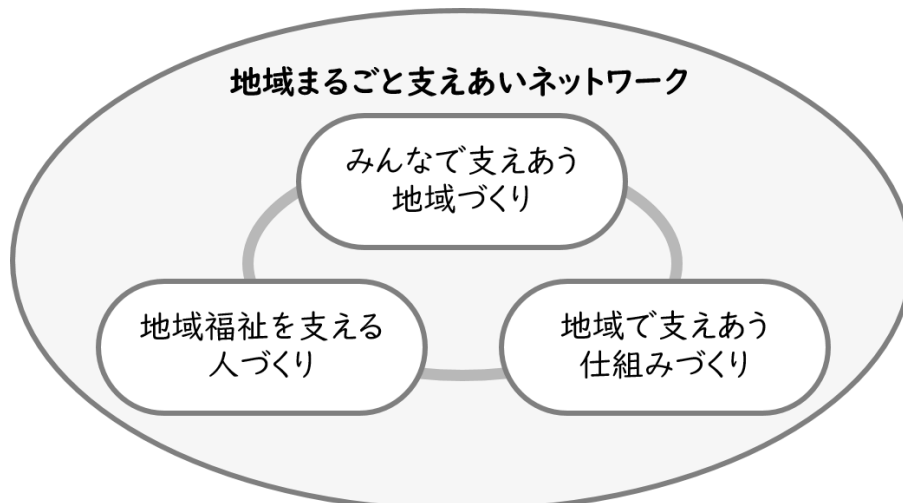 地域まるごと支えあいネットワーク
みんなで支えあう
地域づくり
地域福祉を支える
人づくり
地域で支えあう
仕組みづくり